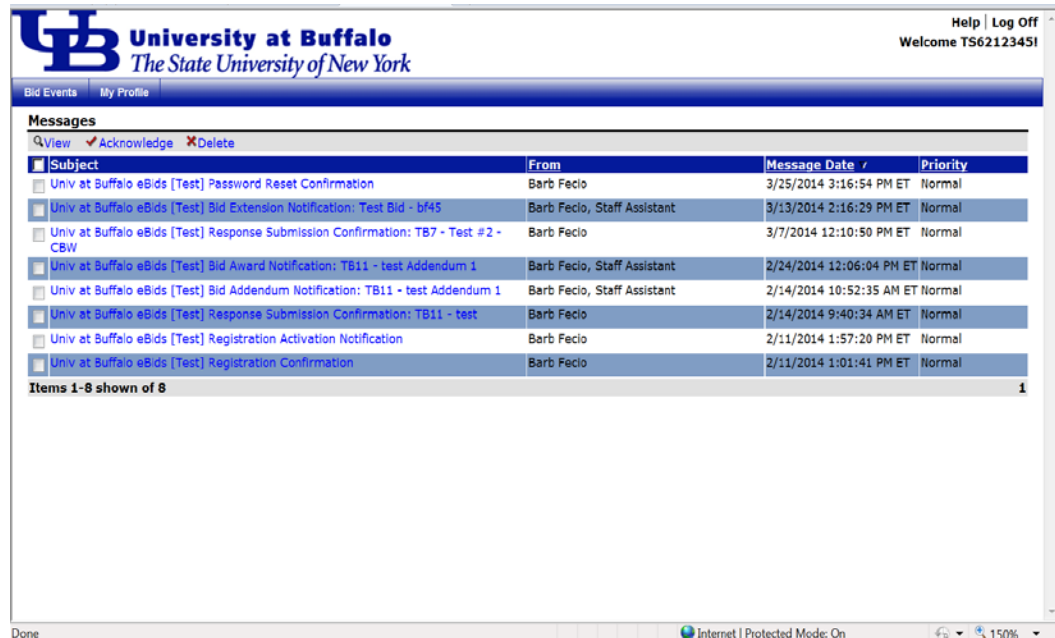 Help | Log Off
UB University at Buffalo
Welcome TS6212345!
The State University of New York
Bid Events My Profile
Messages
View Acknowledge Delete
Subject From Message Date Priority
Univ at Buffalo eBids [Test] Password Reset Confirmation Barb Fecio 3/25/2014 3:16:54 PM ET Normal
Univ at Buffalo eBids [Test] Bid Extension Notification: Test Bid - bf45 Barb Fecio, Staff Assistant 3/13/2014 2:16:29 PM ET Normal
Univ at Buffalo eBids [Test] Response Submission Confirmation: TB7 - Test #2 - Barb Fecio 3/7/2014 12:10:50 PM ET Normal
CBW
Univ at Buffalo eBids [Test] Bid Award Notification: TB11 - test Addendum 1 Barb Fecio, Staff Assistant 2/24/2014 12:06:04 PM ET Normal
Univ at Buffalo eBids [Test] Bid Addendum Notification: TB11 - test Addendum 1 Barb Fecio, Staff Assistant 2/14/2014 10:52:35 AM ET Normal
Univ at Buffalo eBids [Test] Response Submission Confirmation: TB11 - test Barb Fecio 2/14/2014 9:40:34 AM ET Normal
Univ at Buffalo eBids [Test] Registration Activation Notification Barb Fecio 2/11/2014 1:57:20 PM ET Normal
Univ at Buffalo eBids [Test] Registration Confirmation Barb Fecio 2/11/2014 1:01:41 PM ET Normal
Items 1-8 shown of 8 1
Done Internet | Protected Mode: On 150%